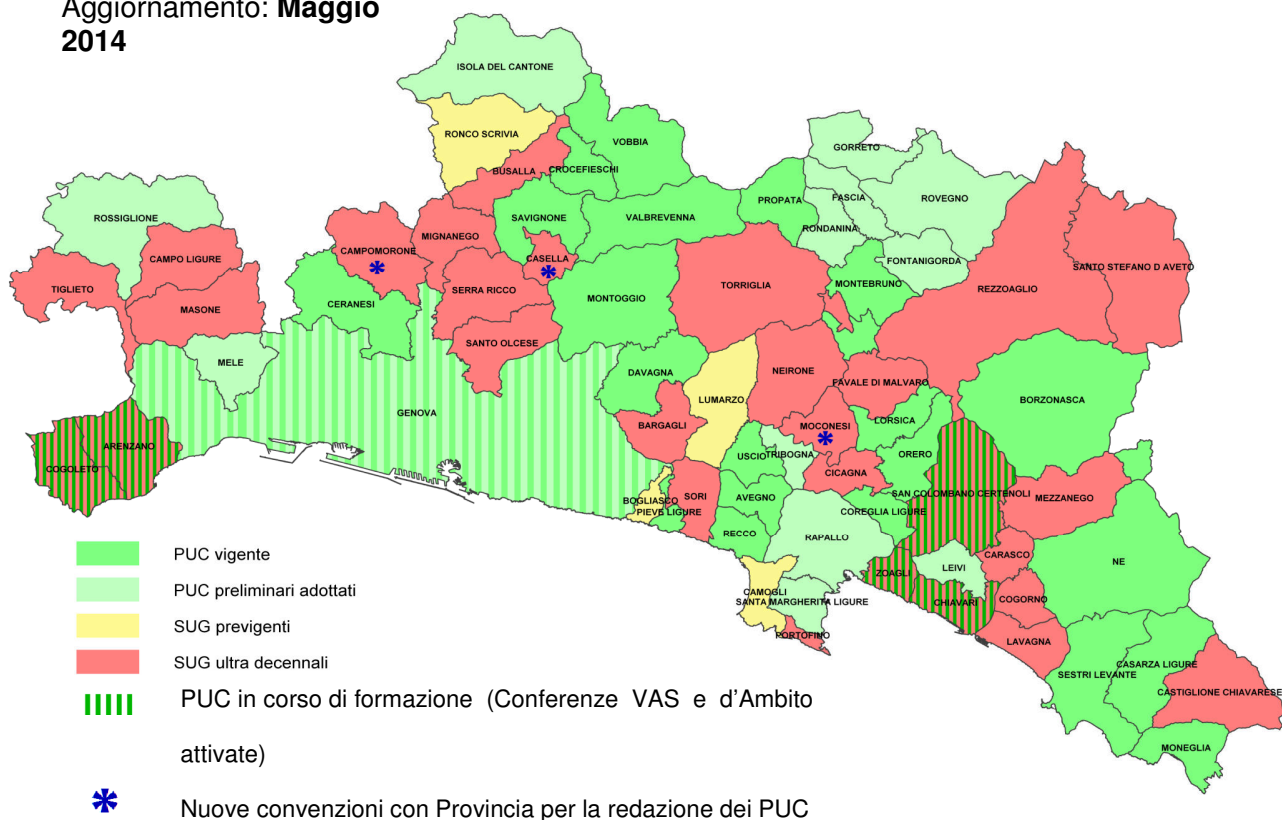 Aggiornamento: Maggio
2014
ISOLA DEL CANTONE
RONCO SCRIVIA
VOBBIA
GORRETO
BUSALLA
CROCEFIESCHI
ROSSIGLIONE
SAVIGNONE
VALBREVENNA
PROPATA
FASCIA
ROVEGNO
RONDANINA
MIGNANEGO
CAMPOMORONE
CAMPO LIGURE
CASELLA
FONTANIGORDA
SANTO STEFANO D AVETO
TIGLIETO
SERRA RICCO
MONTOGGIO
TORRIGLIA
MONTEBRUNO
REZZOAGLIO
MASONE
CERANESI
SANTO OLCESE
MELE
DAVAGNA
NEIRONE
FAVALE DI MALVARO
LUMARZO
BORZONASCA
GENOVA
BARGAGLI
MOCONESI
LORSICA
ARENZANO
COGOLETO
USCIO
TRIBOGNA
ORERO
CICAGNA
BOGLIASCO
SORI
AVEGNO
SAN COLOMBANO CERTENOLI
MEZZANEGO
PIEVE LIGURE
COREGLIA LIGURE
RECCO
RAPALLO
CARASCO
NE
ZOAGLI
LEIVI
CAMOGLI
SANTA MARGHERITA LIGURE
CHIAVARI
COGORNO
PORTOFINO
LAVAGNA
CASARZA LIGURE
SESTRI LEVANTE
CASTIGLIONE CHIAVARESE
MONEGLIA
PUC vigente
PUC preliminari adottati
SUG previgenti
SUG ultra decennali
PUC in corso di formazione (Conferenze VAS e d'Ambito
attivate)
* Nuove convenzioni con Provincia per la redazione dei PUC